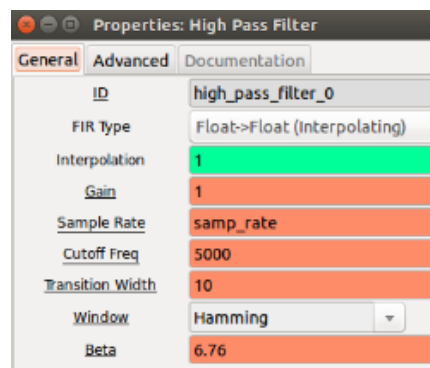 Properties: High Pass Filter
General Advanced Documentation
ID high_pass_filter_0
FIR Type Float->Float (Interpolating)
Interpolation 1
Gain 1
Sample Rate samp_rate
Cutoff Freq 5000
Transition Width 10
Window Hamming
Beta 6.76